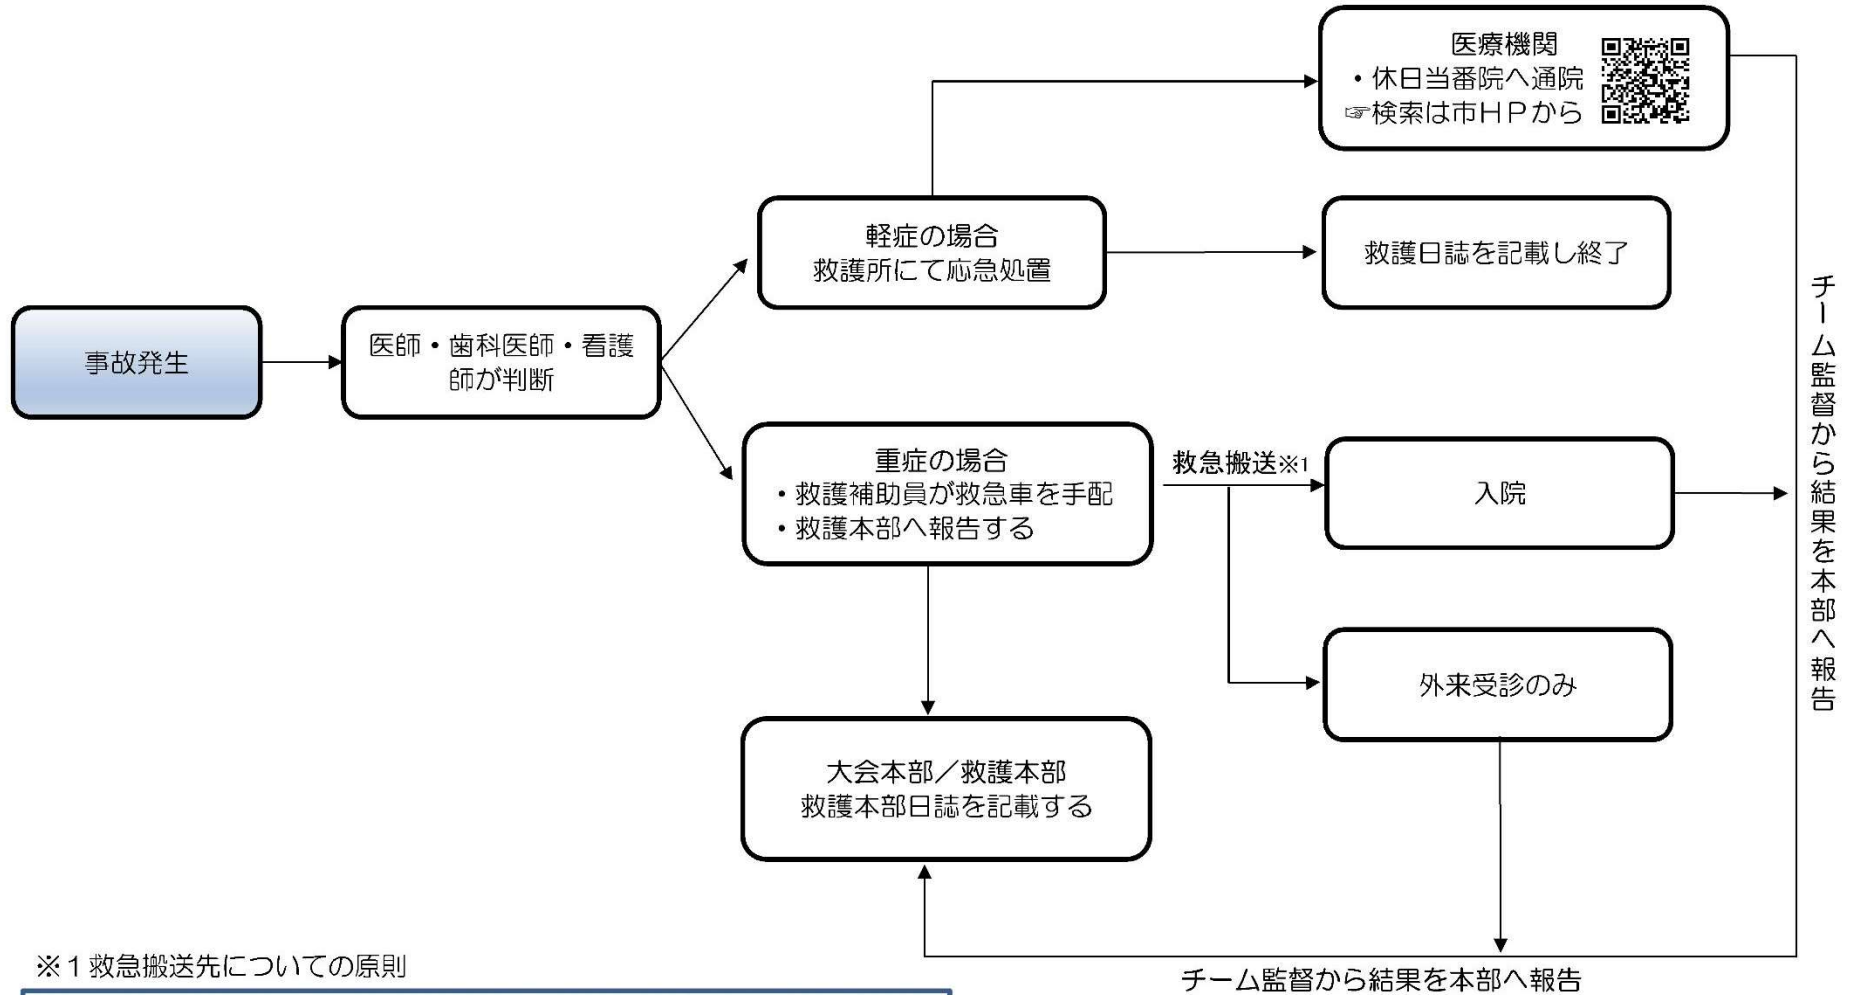 事故発生
医師・歯科医師・看護
師が判断
軽症の場合
救護所にて応急処置
医療機関
・休日当番院へ通院
☞検索は市ＨＰから
救護日誌を記載し終了
重症の場合
・救護補助員が救急車を手配
・救護本部へ報告する
救急搬送※1
入院
外来受診のみ
大会本部／救護本部
救護本部日誌を記載する
チーム監督から結果を本部へ報告
チーム監督から結果を本部へ報告
※１救急搬送先についての原則